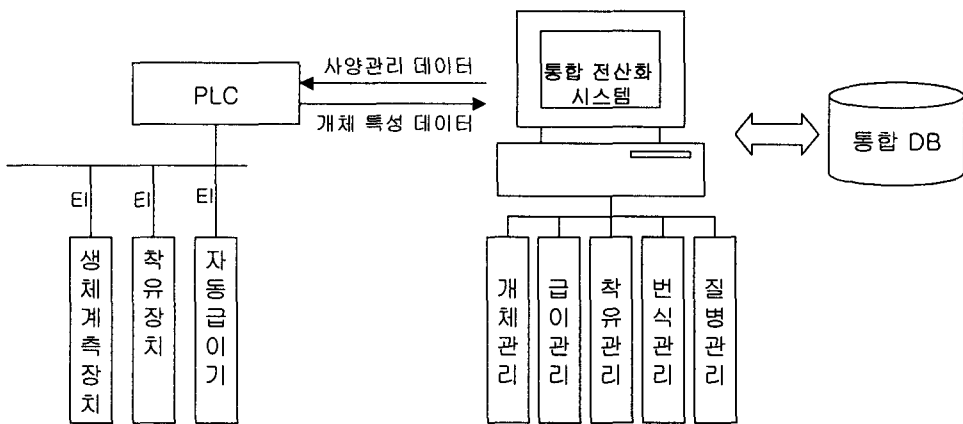 사양관리 데이터
PLC
개체 특성 데이터
통합 전산화
시스템
통합 DB
EI
EI
EI
생체계측장치
착유장치
자동급이기
개체관리
급이관리
착유관리
번식관리
질병관리